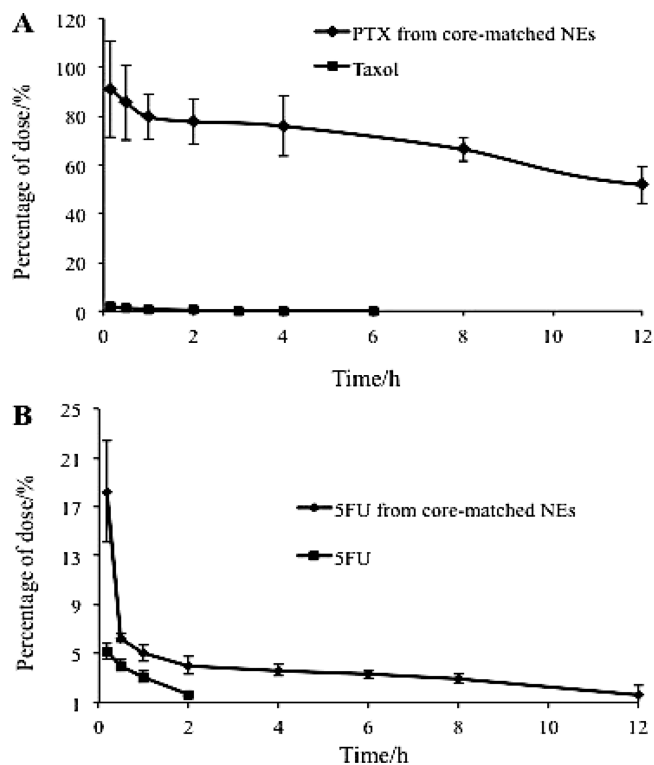 A
PTX from core-matched NEs
Taxol
Percentage of dose/%
120
100
80
60
40
20
0
0 2 4 6 8 10 12
Time/h
B
5FU from core-matched NEs
5FU
Percentage of dose/%
25
21
17
13
9
5
1
0 2 4 6 8 10 12
Time/h